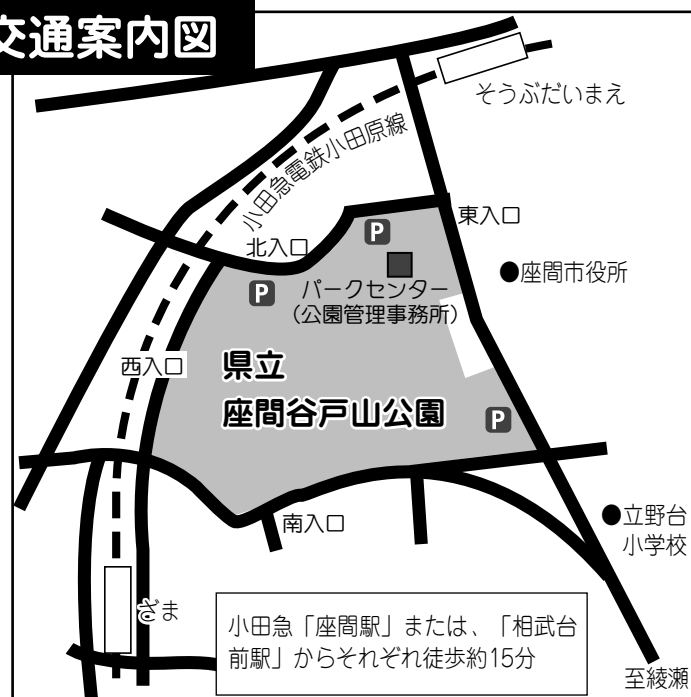 交通案内図
そうぶだいまえ
小田急電鉄小田原線
東入口
P
北入口
●座間市役所
P
パークセンター
(公園管理事務所)
西入口
県立
座間谷戸山公園
P
●立野台
小学校
南入口
ざま
小田急「座間駅」または、「相武台
前駅」からそれぞれ徒歩約15分
至綾瀬